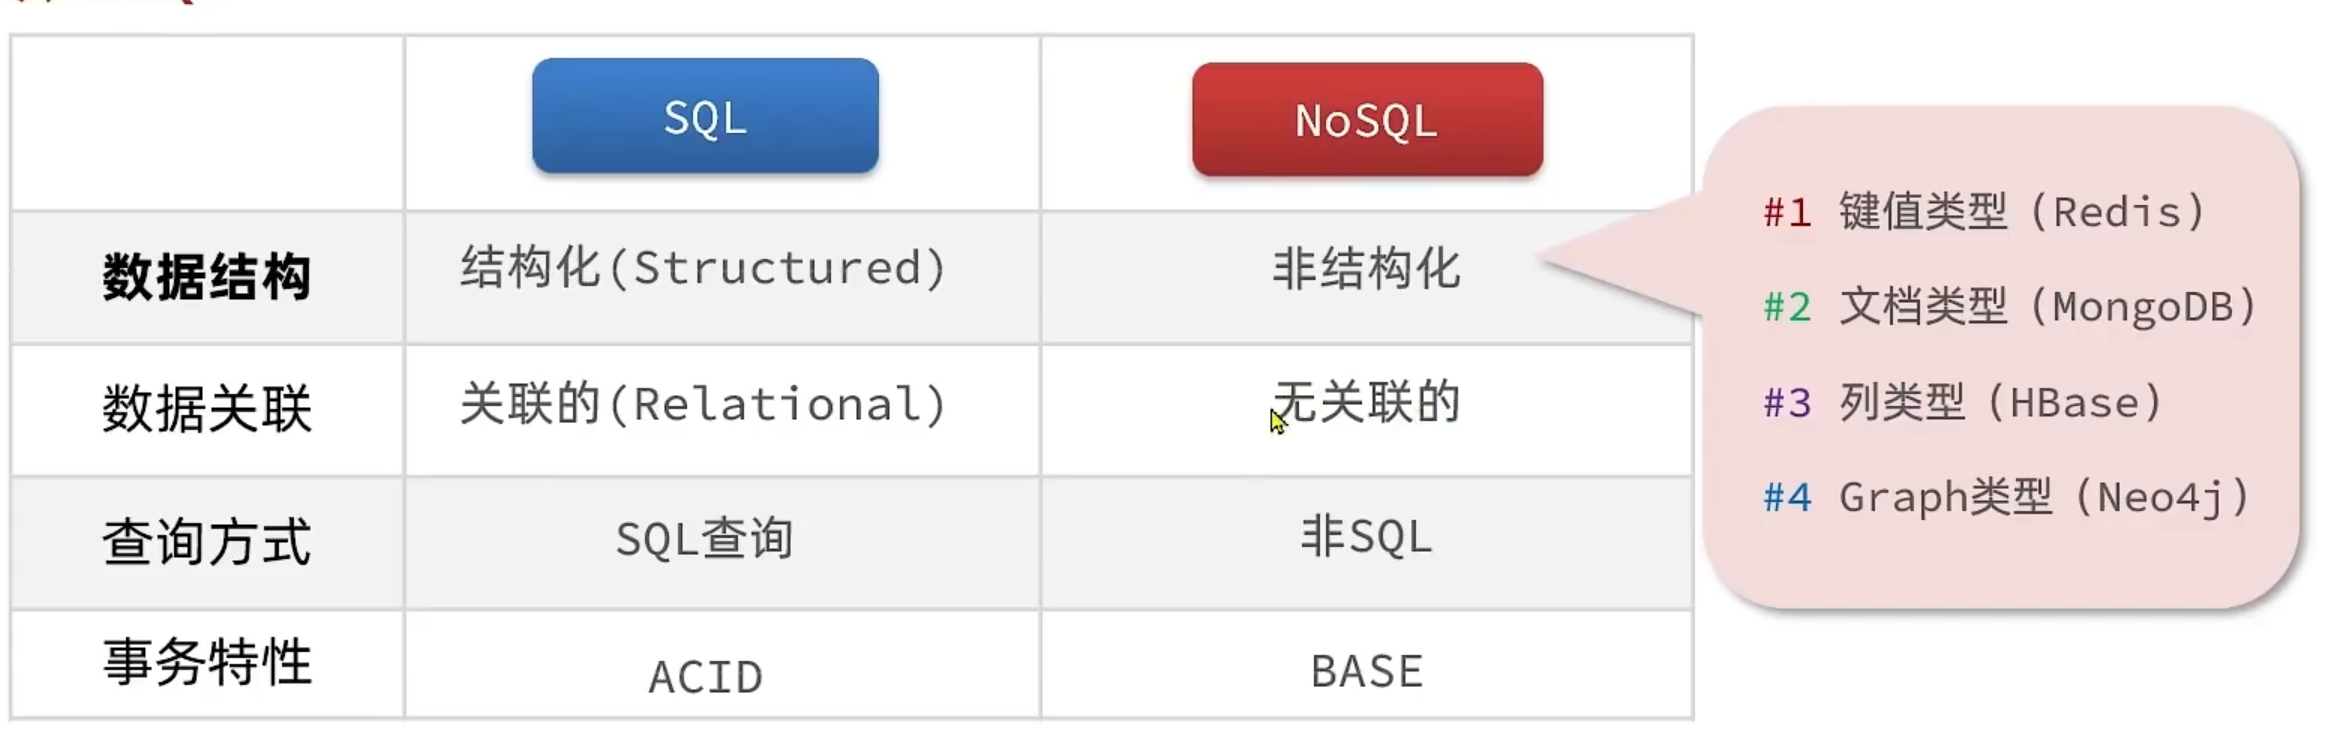 SQL
NoSQL
数据结构
结构化(Structured)
非结构化
数据关联
关联的(Relational)
无关联的
查询方式
SQL查询
非SQL
事务特性
ACID
BASE
#1 键值类型（Redis）
#2 文档类型（MongoDB）
#3 列类型（HBase）
#4 Graph类型（Neo4j）